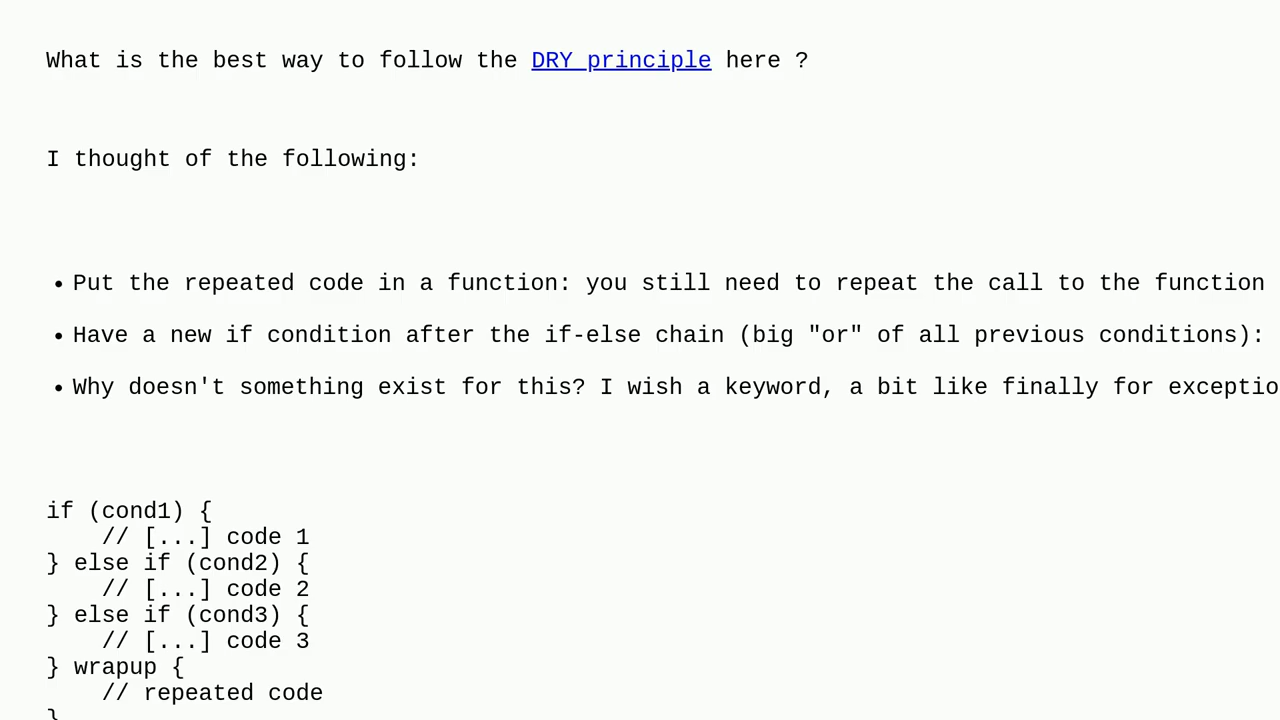 What is the best way to follow the DRY principle here ?
I thought of the following:
• Put the repeated code in a function: you still need to repeat the call to the function
• Have a new if condition after the if-else chain (big "or" of all previous conditions):
• Why doesn't something exist for this? I wish a keyword, a bit like finally for exceptio
if (cond1) {
    // [...] code 1
} else if (cond2) {
    // [...] code 2
} else if (cond3) {
    // [...] code 3
} wrapup {
    // repeated code
}